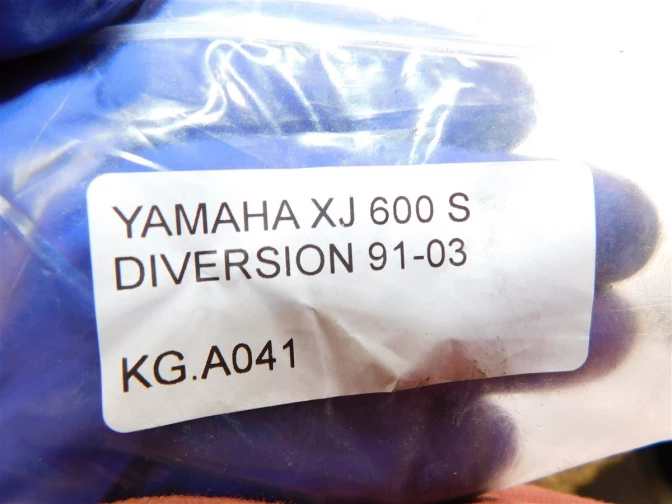 YAMAHA XJ 600 S
DIVERSION 91-03
KG.A041